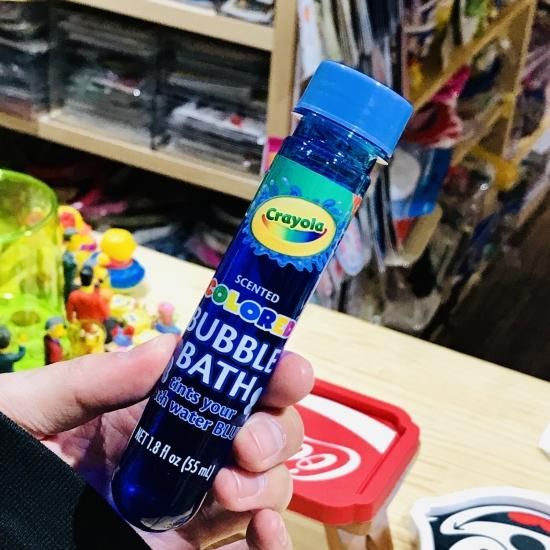 Crayola
SCENTED
COLORED
BUBBLE
BATH
tints your
water BLU
NET 1.8 fl oz (55 mL)